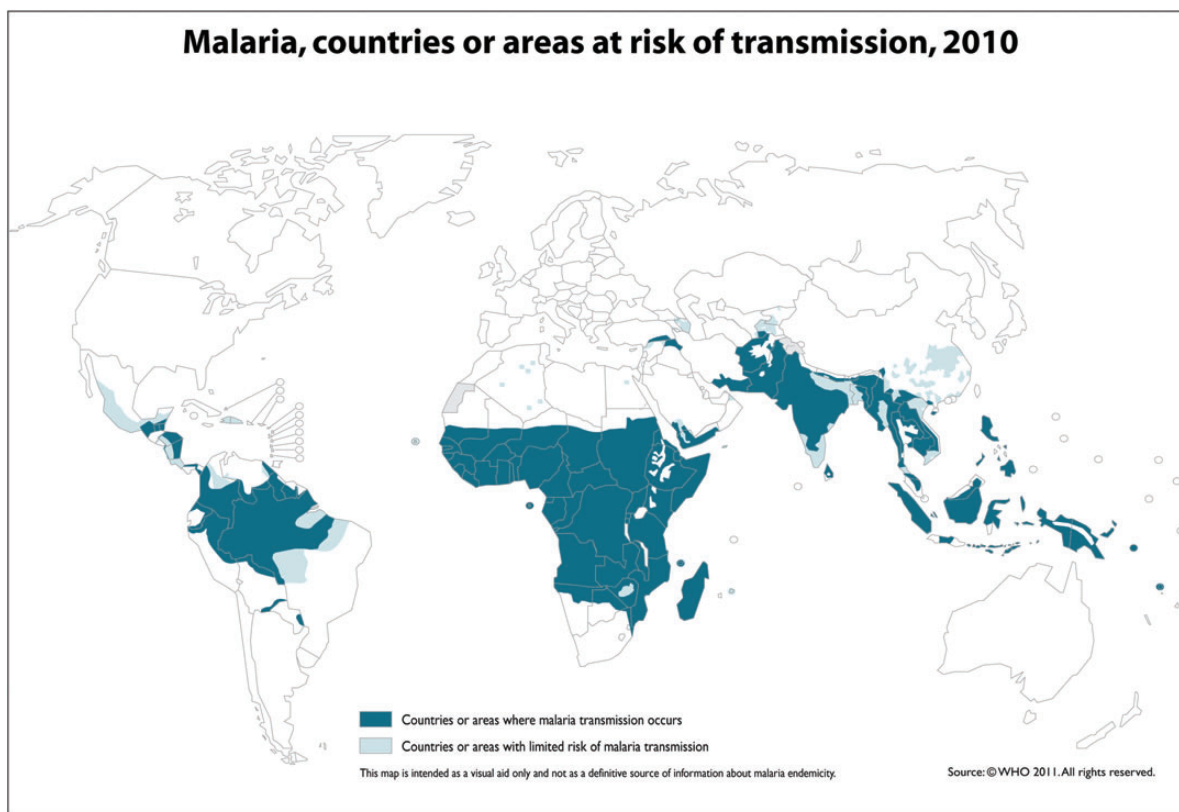 Malaria, countries or areas at risk of transmission, 2010
Countries or areas where malaria transmission occurs
Countries or areas with limited risk of malaria transmission
This map is intended as a visual aid only and not as a definitive source of information about malaria endemicity.
Source: © WHO 2011. All rights reserved.